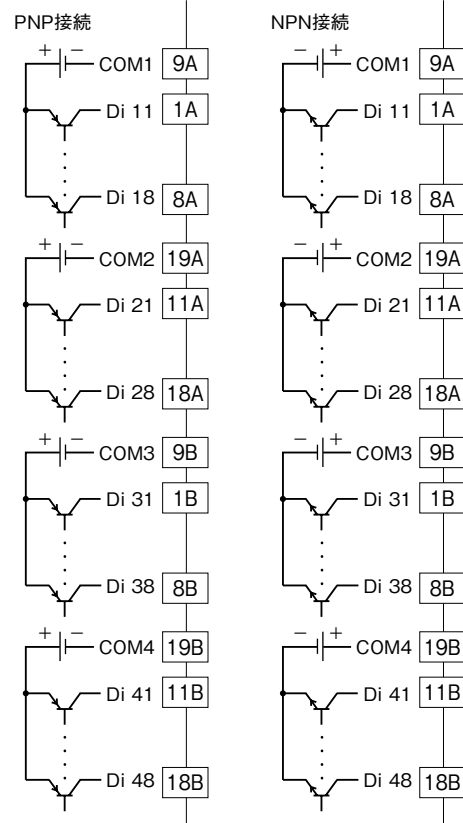 PNP接続
+ − COM1 9A
Di 11 1A
Di 18 8A
+ − COM2 19A
Di 21 11A
Di 28 18A
+ − COM3 9B
Di 31 1B
Di 38 8B
+ − COM4 19B
Di 41 11B
Di 48 18B
NPN接続
− + COM1 9A
Di 11 1A
Di 18 8A
− + COM2 19A
Di 21 11A
Di 28 18A
− + COM3 9B
Di 31 1B
Di 38 8B
− + COM4 19B
Di 41 11B
Di 48 18B